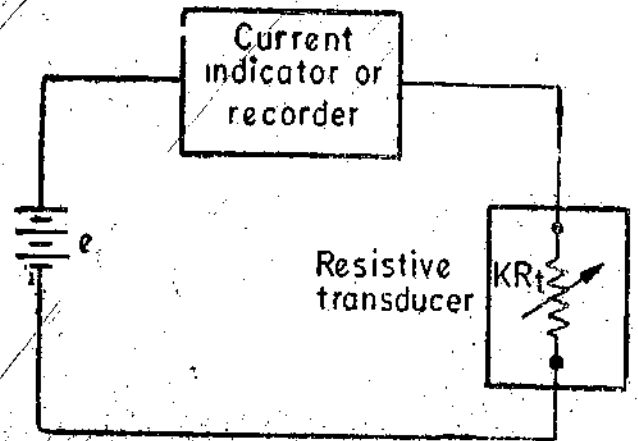 Current
indicator or
recorder
e
Resistive
transducer
KRt